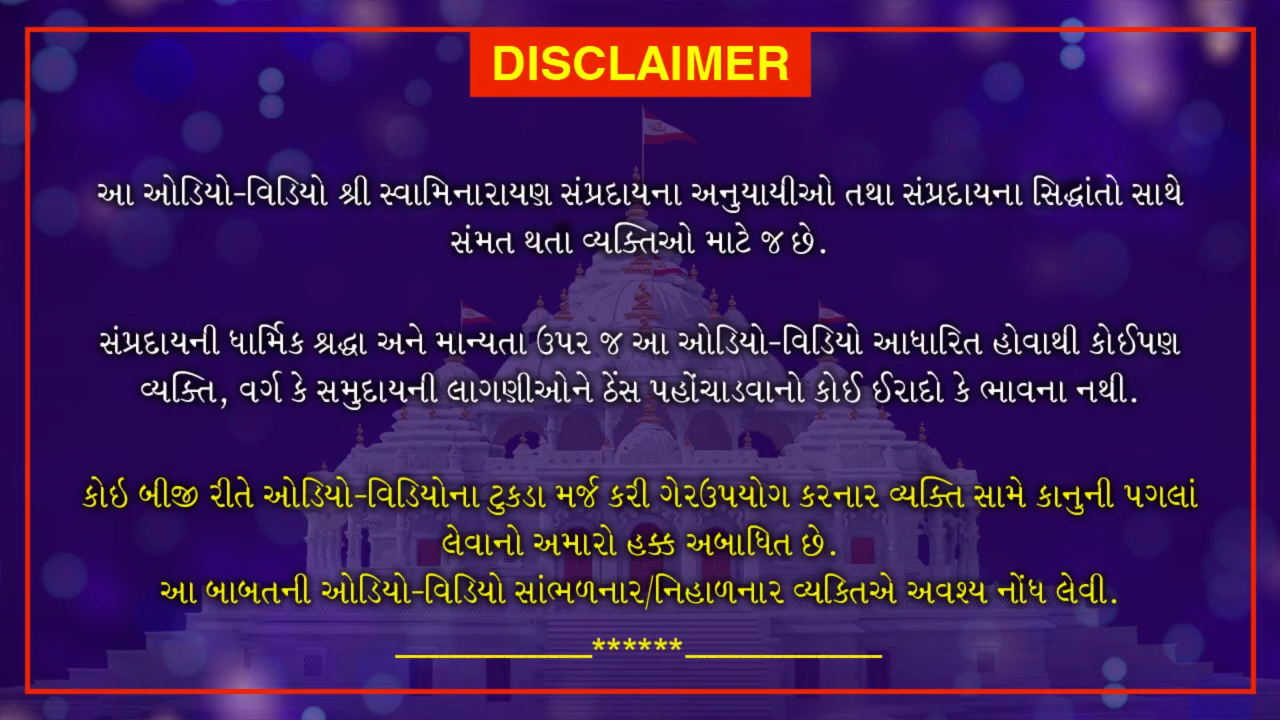 DISCLAIMER
આ ઓડિયો-વિડિયો શ્રી સ્વામિનારાયણ સંપ્રદાયના અનુયાયીઓ તથા સંપ્રદાયના સિદ્ધાંતો સાથે
સંમત થતા વ્યક્તિઓ માટે જ છે.
સંપ્રદાયની ધાર્મિક શ્રદ્ધા અને માન્યતા ઉપર જ આ ઓડિયો-વિડિયો આધારિત હોવાથી કોઈપણ
વ્યક્તિ, વર્ગ કે સમુદાયની લાગણીઓને ઠેંસ પહોંચાડવાનો કોઈ ઈરાદો કે ભાવના નથી.
કોઇ બીજી રીતે ઓડિયો-વિડિયોના ટુકડા મર્જ કરી ગેરઉપયોગ કરનાર વ્યક્તિ સામે કાનુની પગલાં
લેવાનો અમારો હક્ક અબાધિત છે.
આ બાબતની ઓડિયો-વિડિયો સાંભળનાર/નિહાળનાર વ્યકિતએ અવશ્ય નોંધ લેવી.
______________******______________